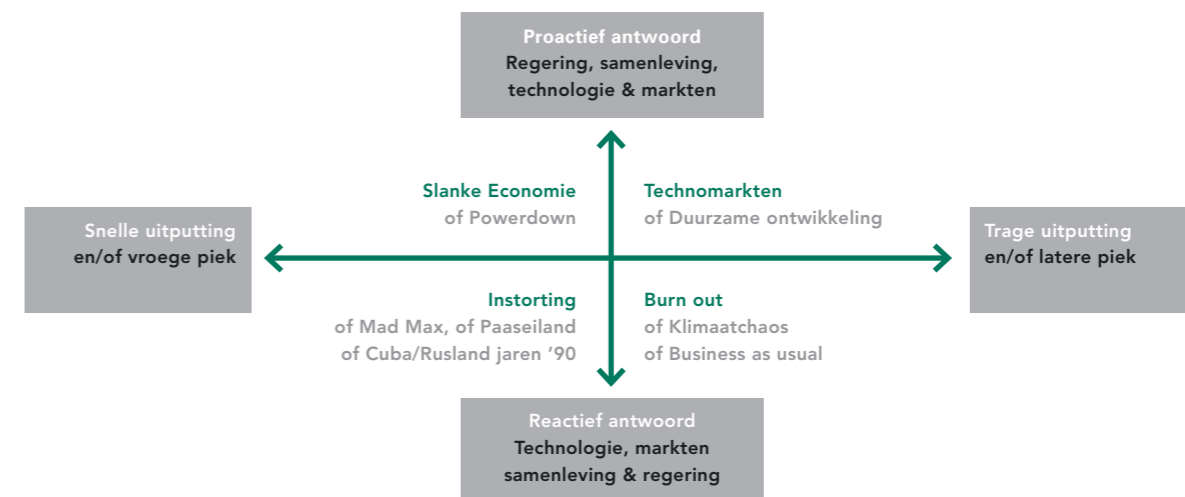 Proactief antwoord
Regering, samenleving,
technologie & markten
Slanke Economie
of Powerdown
Technomarkten
of Duurzame ontwikkeling
Snelle uitputting
en/of vroege piek
Trage uitputting
en/of latere piek
Instorting
of Mad Max, of Paaseiland
of Cuba/Rusland jaren ’90
Burn out
of Klimaatchaos
of Business as usual
Reactief antwoord
Technologie, markten
samenleving & regering